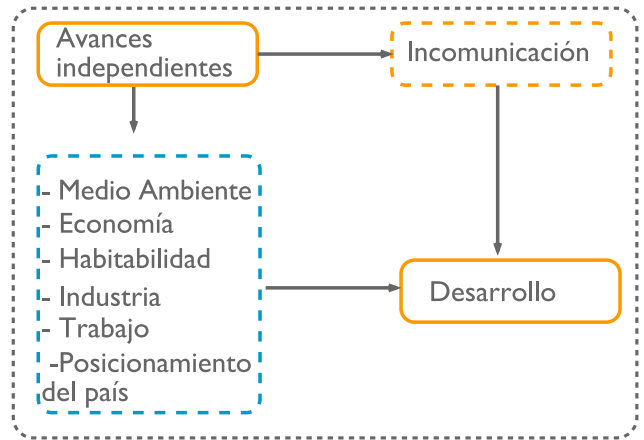 Avances
independientes
Incomunicación
- Medio Ambiente
- Economía
- Habitabilidad
- Industria
- Trabajo
-Posicionamiento
del país
Desarrollo